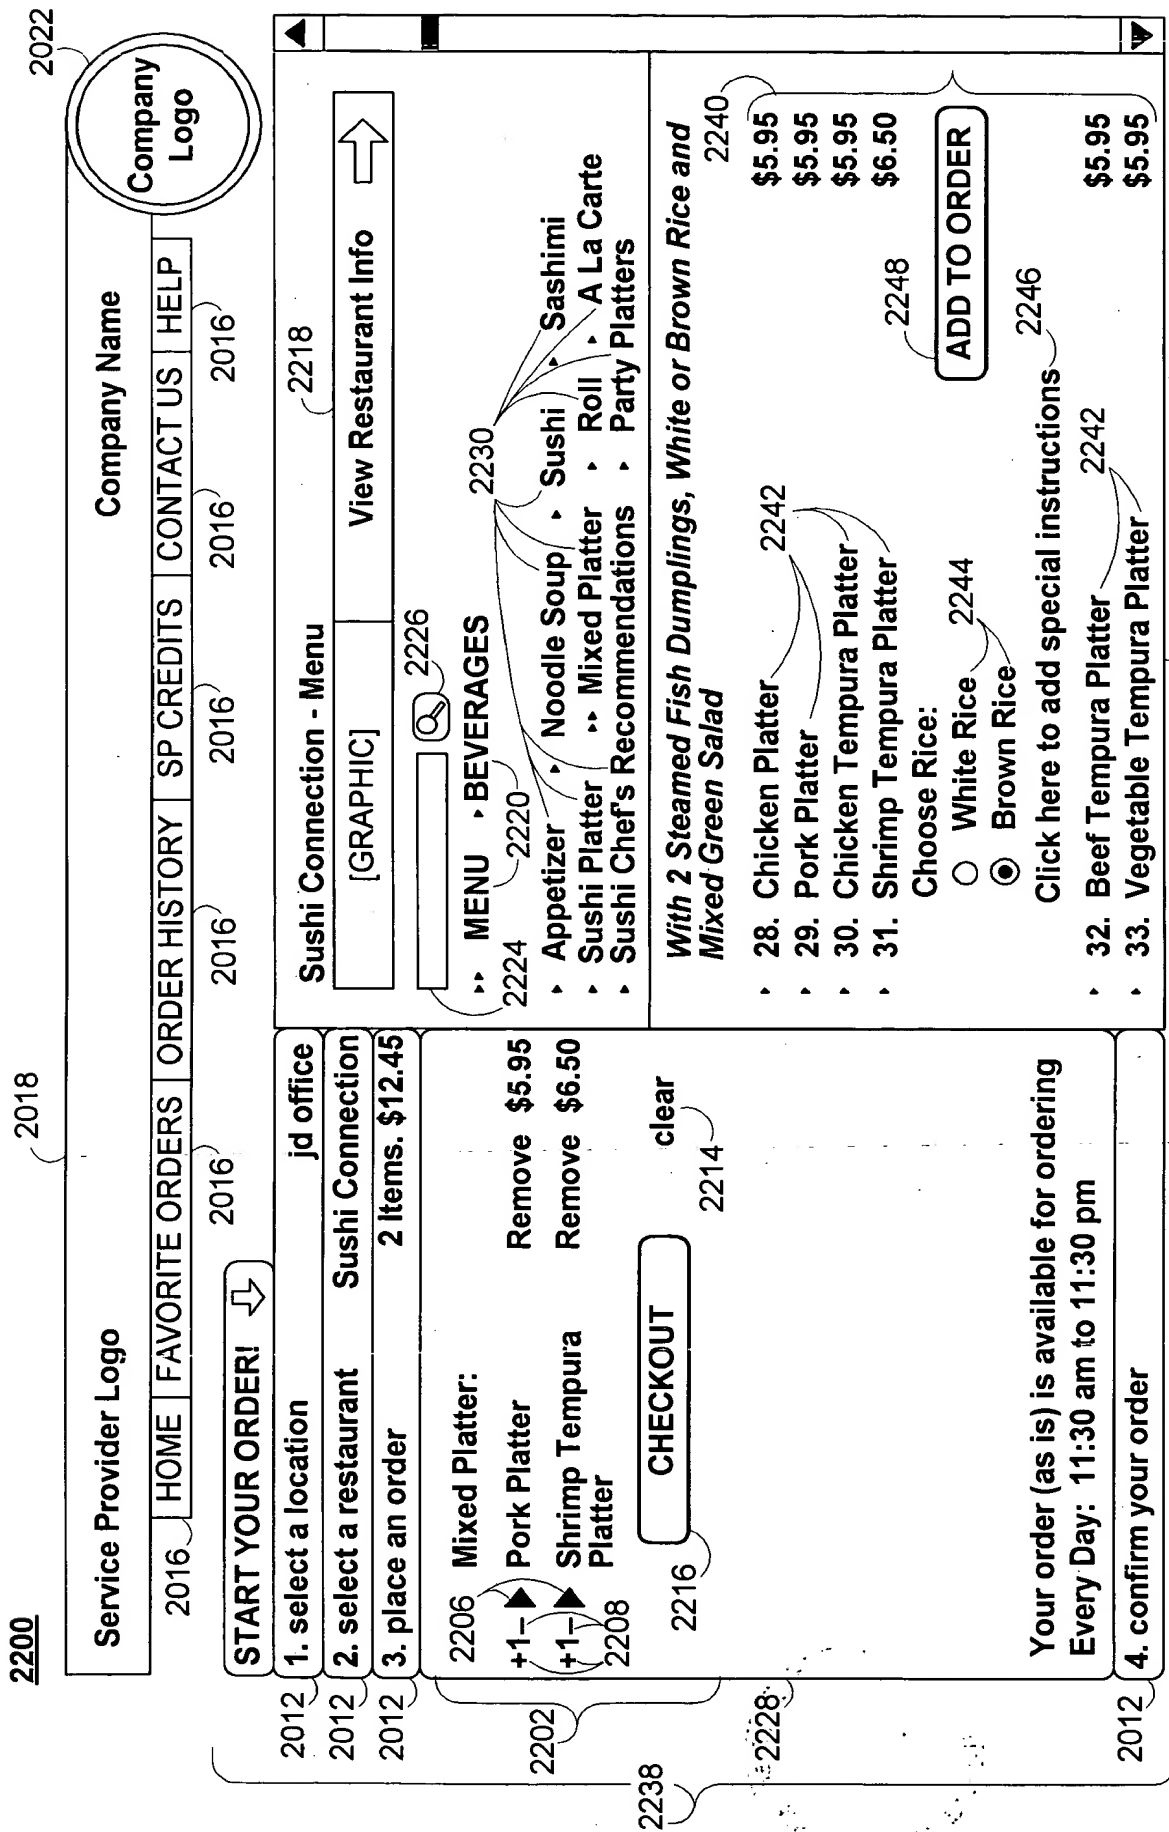 2200
2018
2022
Service Provider Logo
Company Name
Company Logo
HOME
FAVORITE ORDERS
ORDER HISTORY
SP CREDITS
CONTACT US
HELP
2016
2016
2016
2016
2016
2016
START YOUR ORDER!
2012
1. select a location jd office
2012
2. select a restaurant Sushi Connection
2012
3. place an order 2 Items. $12.45
2202
2206
Mixed Platter:
+1– Pork Platter Remove $5.95
+1– Shrimp Tempura Remove $6.50
Platter
2208
CHECKOUT
clear
2216
2214
2228
2238
Your order (as is) is available for ordering
Every Day: 11:30 am to 11:30 pm
2012
4. confirm your order
Sushi Connection - Menu
2218
[GRAPHIC]
View Restaurant Info
2226
MENU BEVERAGES
2224
2220
2230
Appetizer Noodle Soup Sushi Sashimi
Sushi Platter Mixed Platter Roll A La Carte
Sushi Chef's Recommendations Party Platters
With 2 Steamed Fish Dumplings, White or Brown Rice and
Mixed Green Salad
2240
28. Chicken Platter $5.95
2242
29. Pork Platter $5.95
30. Chicken Tempura Platter $5.95
31. Shrimp Tempura Platter $6.50
Choose Rice:
2248
White Rice
2244
ADD TO ORDER
Brown Rice
Click here to add special instructions
2246
2242
32. Beef Tempura Platter $5.95
33. Vegetable Tempura Platter $5.95